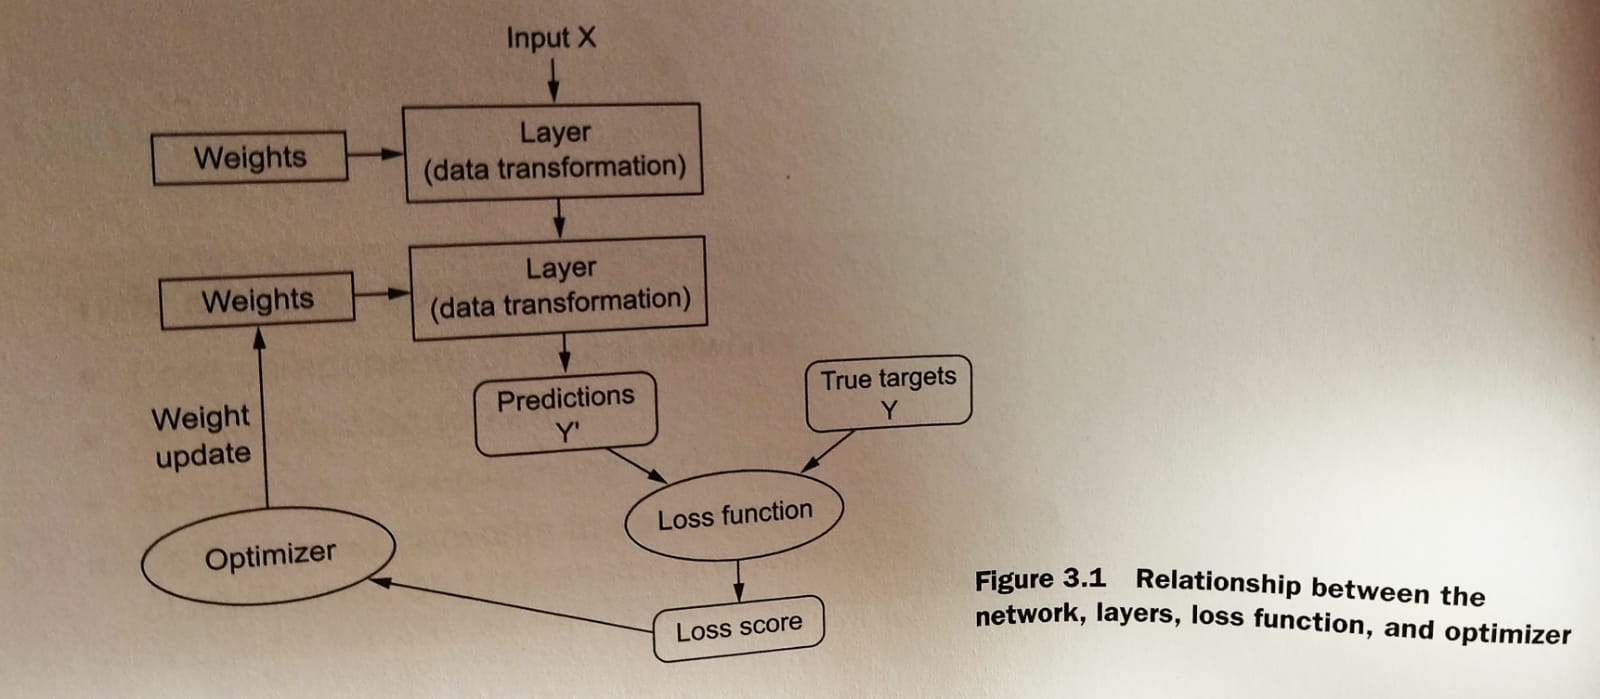 Input X
Layer
(data transformation)
Weights
Layer
(data transformation)
Weights
Predictions
Y'
True targets
Y
Weight
update
Loss function
Optimizer
Loss score
Figure 3.1 Relationship between the
network, layers, loss function, and optimizer